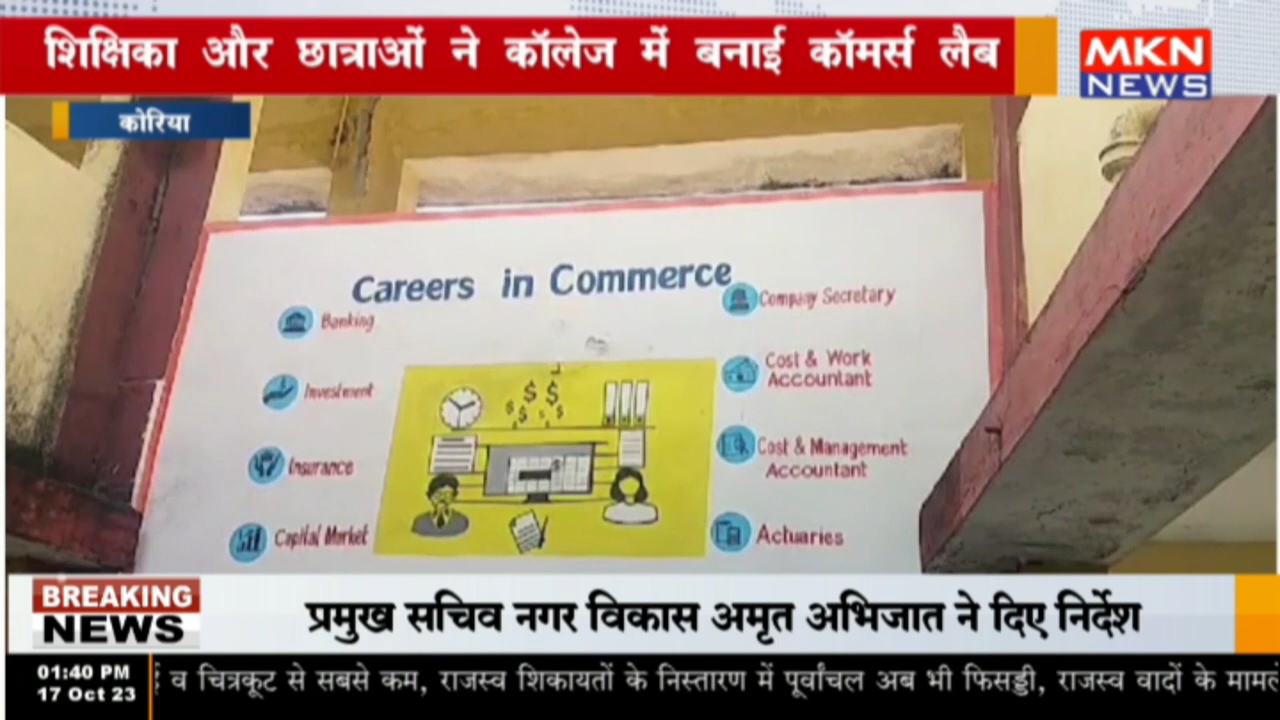 शिक्षिका और छात्राओं ने कॉलेज में बनाई कॉमर्स लैब
MKN
NEWS
कोरिया
Careers in Commerce
Banking
Investment
Insurance
Capital Market
Company Secretary
Cost & Work
Accountant
Cost & Management
Accountant
Actuaries
$ $
$ $ $ $
BREAKING
NEWS
प्रमुख सचिव नगर विकास अमृत अभिजात ने दिए निर्देश
01:40 PM
17 Oct 23
व चित्रकूट से सबसे कम, राजस्व शिकायतों के निस्तारण में पूर्वांचल अब भी फिसड्डी, राजस्व वादों के